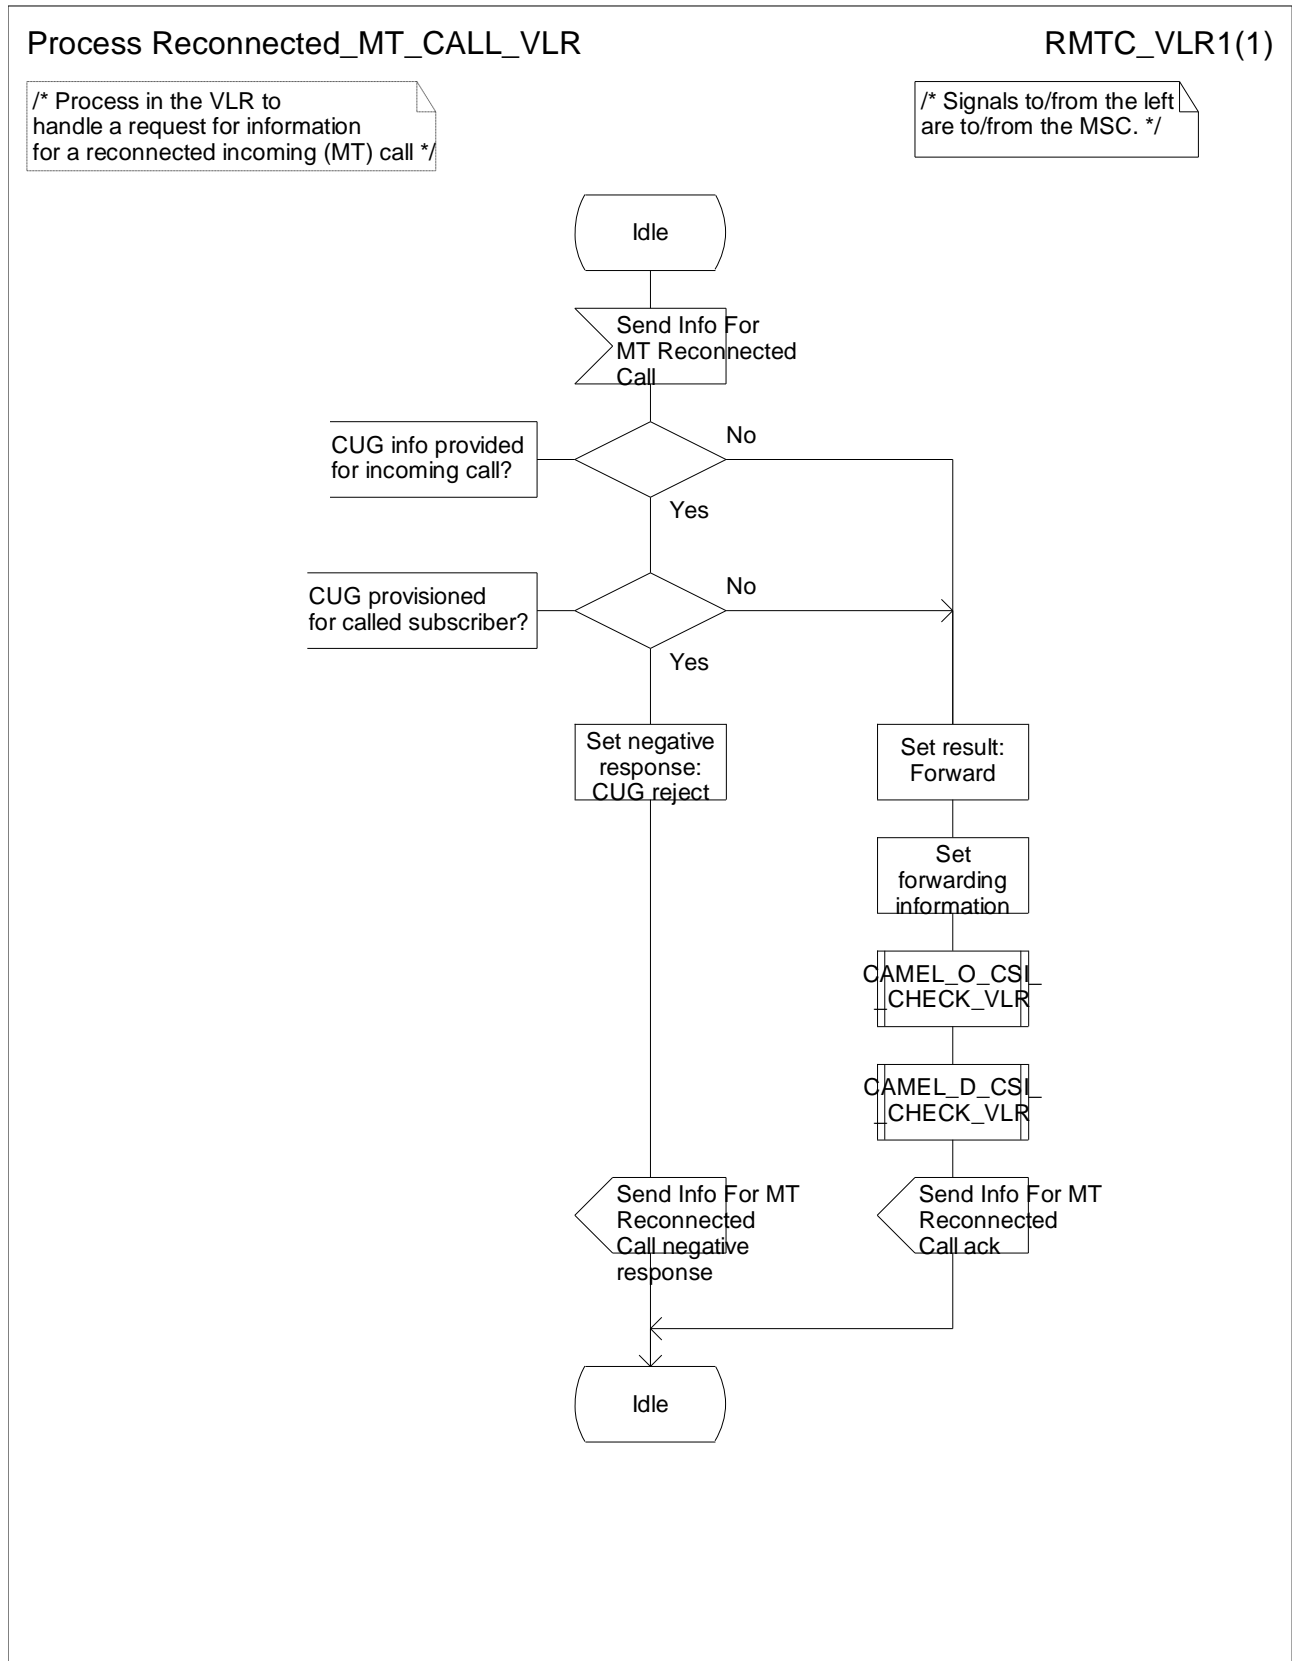 Process Reconnected_MT_CALL_VLR
RMTC_VLR1(1)
/* Process in the VLR to
handle a request for information
for a reconnected incoming (MT) call */
/* Signals to/from the left
are to/from the MSC. */
Idle
Send Info For
MT Reconnected
Call
CUG info provided
for incoming call?
No
Yes
CUG provisioned
for called subscriber?
No
Yes
Set negative
response:
CUG reject
Set result:
Forward
Set
forwarding
information
CAMEL_O_CSI_
_CHECK_VLR
CAMEL_D_CSI_
_CHECK_VLR
Send Info For MT
Reconnected
Call negative
response
Send Info For MT
Reconnected
Call ack
Idle